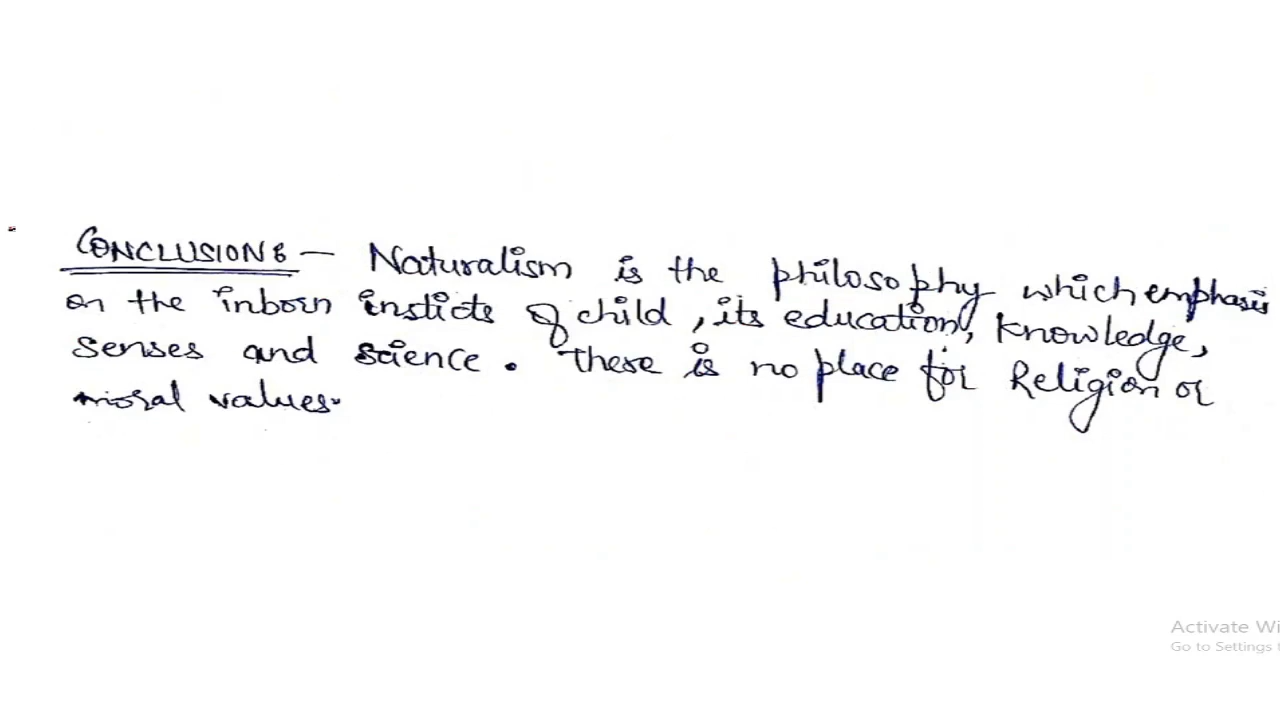 CONCLUSION :- Naturalism is the philosophy which emphasis
on the inborn insticts of child, its education, knowledge,
senses and science. There is no place for Religion or
moral values.
Activate Wi
Go to Settings